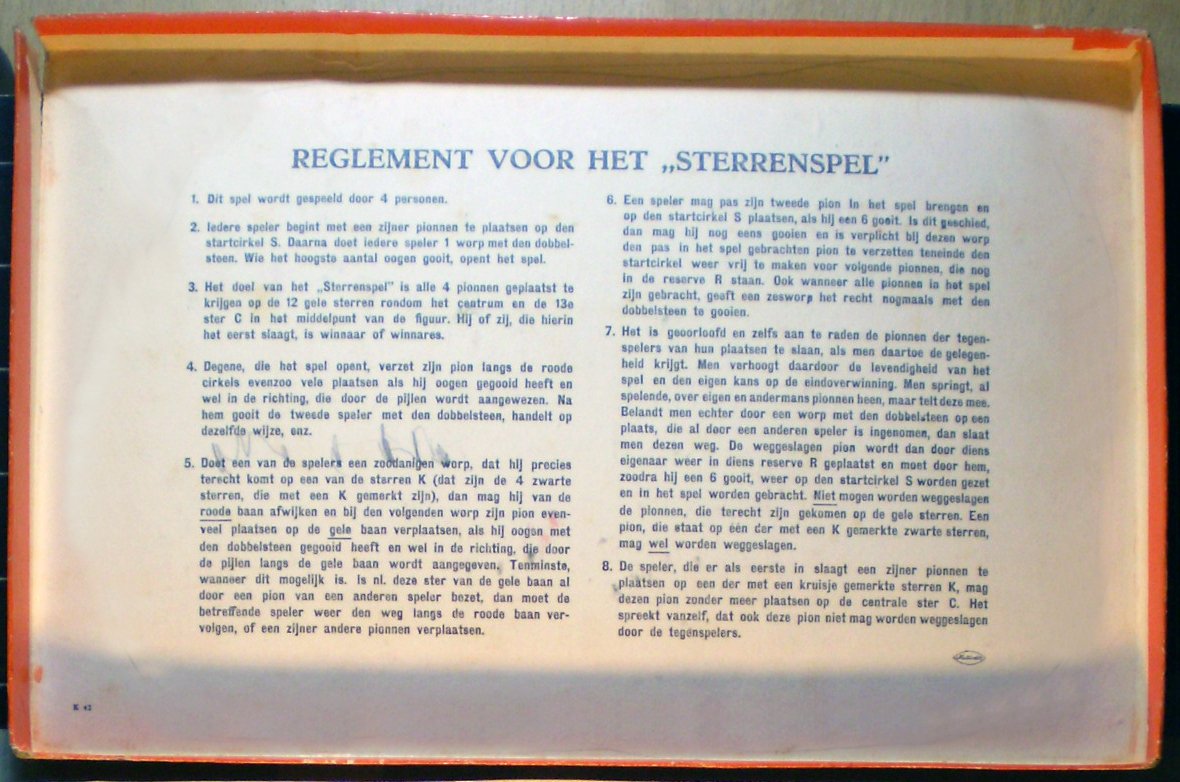 REGLEMENT VOOR HET „STERRENSPEL”
1. Dit spel wordt gespeeld door 4 personen.
2. Iedere speler begint met een zijner pionnen te plaatsen op den
startcirkel S. Daarna doet iedere speler 1 worp met den dobbel-
steen. Wie het hoogste aantal oogen gooit, opent het spel.
3. Het doel van het „Sterrenspel” is alle 4 pionnen geplaatst te
krijgen op de 12 gele sterren rondom het centrum en de 13e
ster C in het middelpunt van de figuur. Hij of zij, die hierin
het eerst slaagt, is winnaar of winnares.
4. Degene, die het spel opent, verzet zijn pion langs de roode
cirkels evenzoo vele plaatsen als hij oogen gegooid heeft en
wel in de richting, die door de pijlen wordt aangewezen. Na
hem gooit de tweede speler met den dobbelsteen, handelt op
dezelfde wijze, enz.
5. Doet een van de spelers een zoodanigen worp, dat hij precies
terecht komt op een van de sterren K (dat zijn de 4 zwarte
sterren, die met een K gemerkt zijn), dan mag hij van de
roode baan afwijken en bij den volgenden worp zijn pion even-
veel plaatsen op de gele baan verplaatsen, als hij oogen met
den dobbelsteen gegooid heeft en wel in de richting, die door
de pijlen langs de gele baan wordt aangegeven. Tenminste,
wanneer dit mogelijk is. Is nl. deze ster van de gele baan al
door een pion van een anderen speler bezet, dan moet de
betreffende speler weer den weg langs de roode baan ver-
volgen, of een zijner andere pionnen verplaatsen.
6. Een speler mag pas zijn tweede pion in het spel brengen en
op den startcirkel S plaatsen, als hij een 6 gooit. Is dit geschied,
dan mag hij nog eens gooien en is verplicht bij dezen worp
den pas in het spel gebrachten pion te verzetten teneinde den
startcirkel weer vrij te maken voor volgende pionnen, die nog
in de reserve R staan. Ook wanneer alle pionnen in het spel
zijn gebracht, geeft een zesworp het recht nogmaals met den
dobbelsteen te gooien.
7. Het is geoorloofd en zelfs aan te raden de pionnen der tegen-
spelers van hun plaatsen te slaan, als men daartoe de gelegen-
heid krijgt. Men verhoogt daardoor de levendigheid van het
spel en den eigen kans op de eindoverwinning. Men springt, al
spelende, over eigen en andermans pionnen heen, maar telt deze mee.
Belandt men echter door een worp met den dobbelsteen op een
plaats, die al door een anderen speler is ingenomen, dan slaat
men dezen weg. De weggeslagen pion wordt dan door diens
eigenaar weer in diens reserve R geplaatst en moet door hem,
zoodra hij een 6 gooit, weer op den startcirkel S worden gezet
en in het spel worden gebracht. Niet mogen worden weggeslagen
de pionnen, die terecht zijn gekomen op de gele sterren. Een
pion, die staat op een der met een K gemerkte zwarte sterren,
mag wel worden weggeslagen.
8. De speler, die er als eerste in slaagt een zijner pionnen te
plaatsen op een der met een kruisje gemerkte sterren K, mag
dezen pion zonder meer plaatsen op de centrale ster C. Het
spreekt vanzelf, dat ook deze pion niet mag worden weggeslagen
door de tegenspelers.